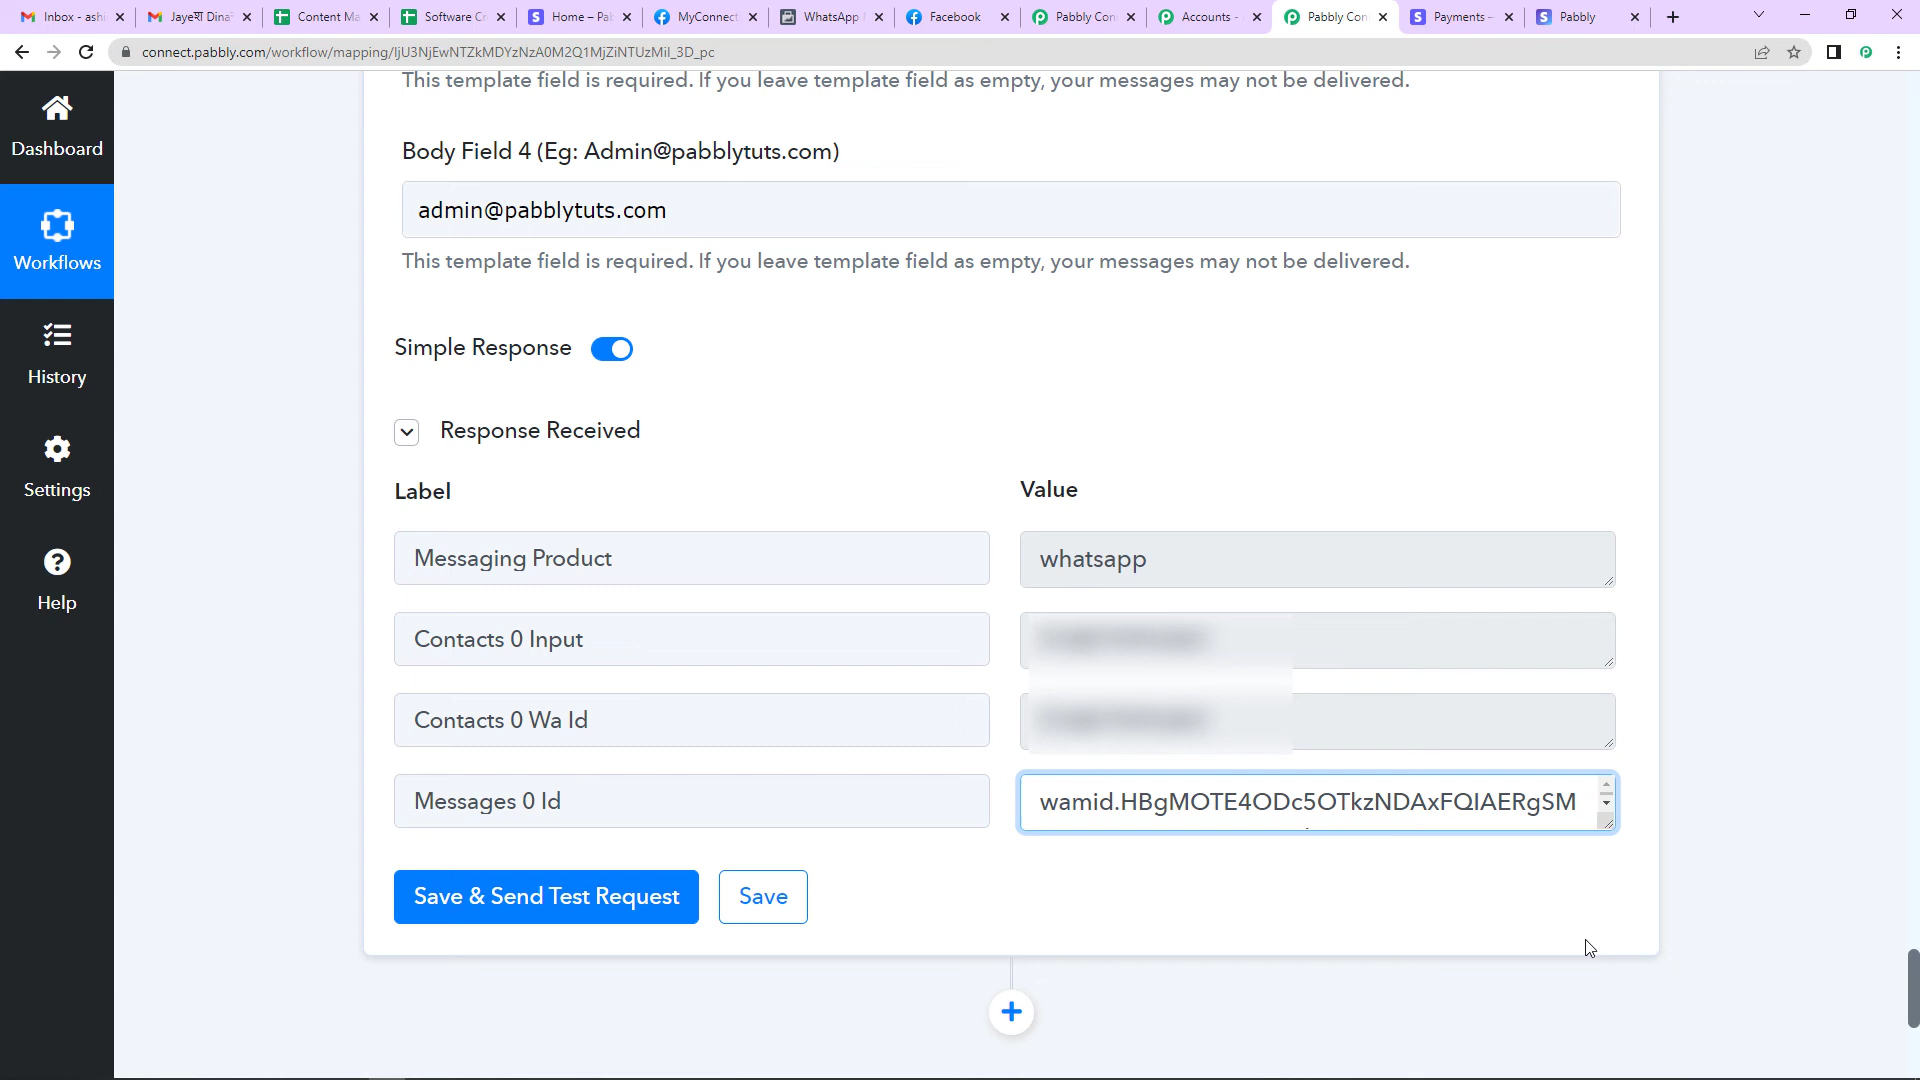 Inbox - ashi
Jayeश Dina
Content Ma
Software Cr
Home – Pab
MyConnect
WhatsApp
Facebook
Pabbly Con
Accounts -
Pabbly Con
Payments –
Pabbly
connect.pabbly.com/workflow/mapping/IjU3NjEwNTZkMDYzNzA0M2Q1MjZiNTUzMiI_3D_pc
This template field is required. If you leave template field as empty, your messages may not be delivered.
Dashboard
Body Field 4 (Eg: Admin@pabblytuts.com)
admin@pabblytuts.com
Workflows
This template field is required. If you leave template field as empty, your messages may not be delivered.
Simple Response
History
Response Received
Label
Value
Settings
Messaging Product
whatsapp
Help
Contacts 0 Input
Contacts 0 Wa Id
Messages 0 Id
wamid.HBgMOTE4ODc5OTkzNDAxFQIAERgSM
Save & Send Test Request
Save